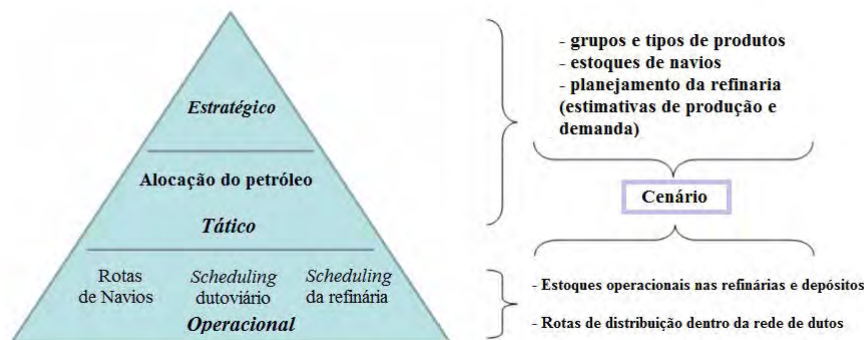 Estratégico
Alocação do petróleo
Tático
Rotas
de Navios
Scheduling
dutoviário
Scheduling
da refinária
Operacional
- grupos e tipos de produtos
- estoques de navios
- planejamento da refinaria
(estimativas de produção e
demanda)
Cenário
- Estoques operacionais nas refinárias e depósitos
- Rotas de distribuição dentro da rede de dutos